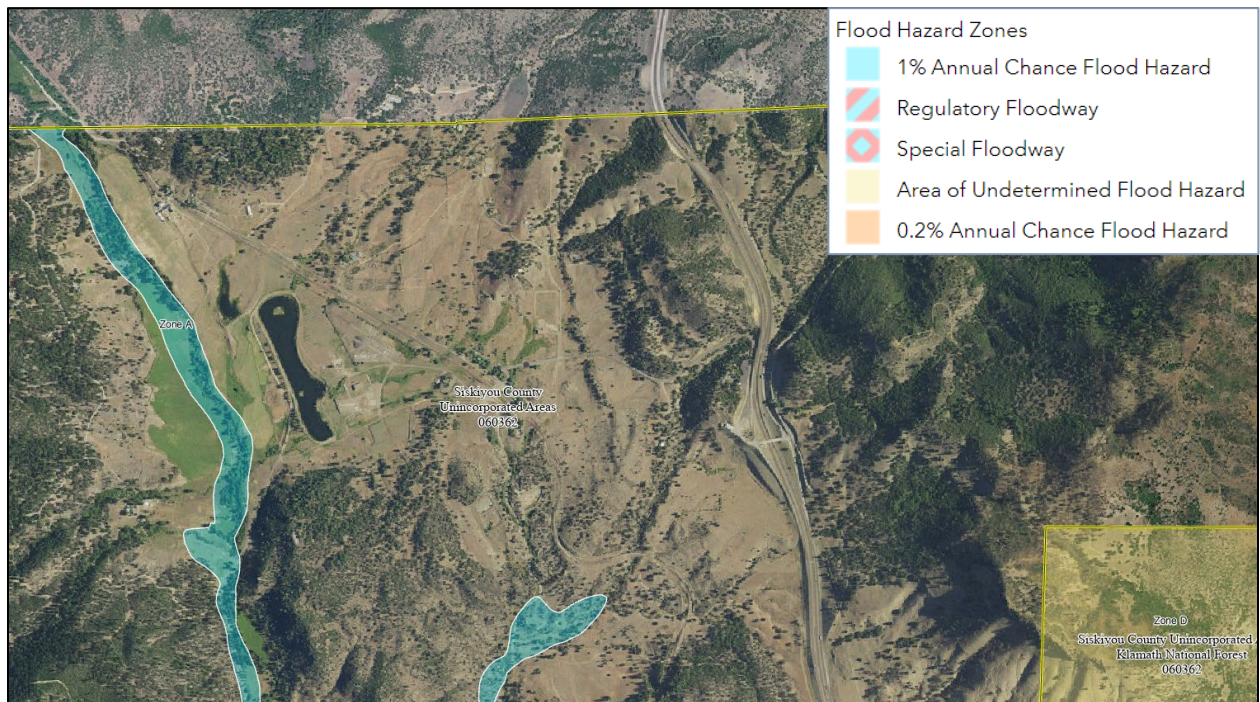 Flood Hazard Zones
1% Annual Chance Flood Hazard
Regulatory Floodway
Special Floodway
Area of Undetermined Flood Hazard
0.2% Annual Chance Flood Hazard
Zone A
Siskiyou County
Unincorporated Areas
060362
Zone D
Siskiyou County Unincorporated
Klamath National Forest
060362